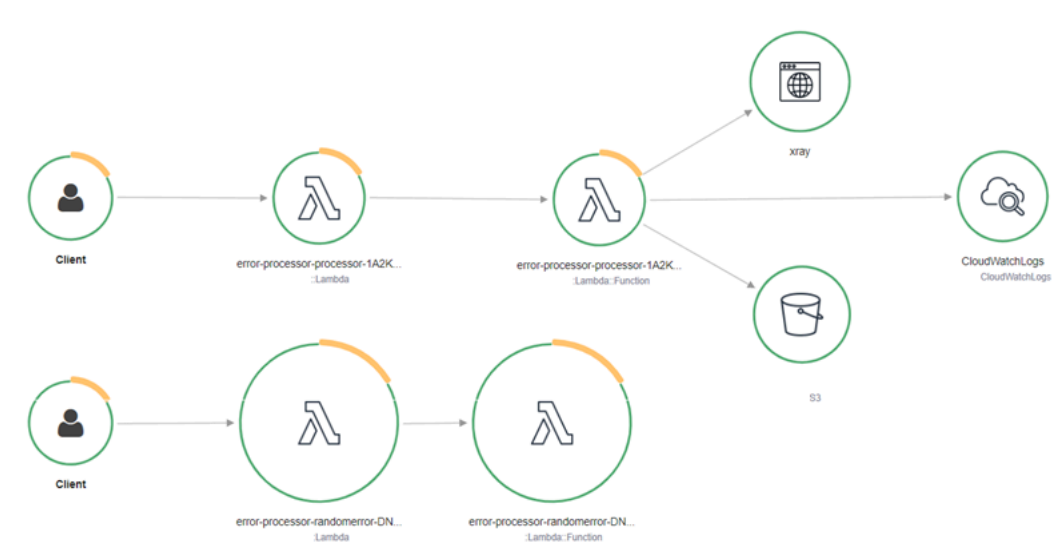 xray
Client
error-processor-processor-1A2K...
::Lambda
error-processor-processor-1A2K...
:Lambda::Function
CloudWatchLogs
CloudWatchLogs
S3
Client
error-processor-randomerror-DN...
:Lambda
error-processor-randomerror-DN...
:Lambda::Function